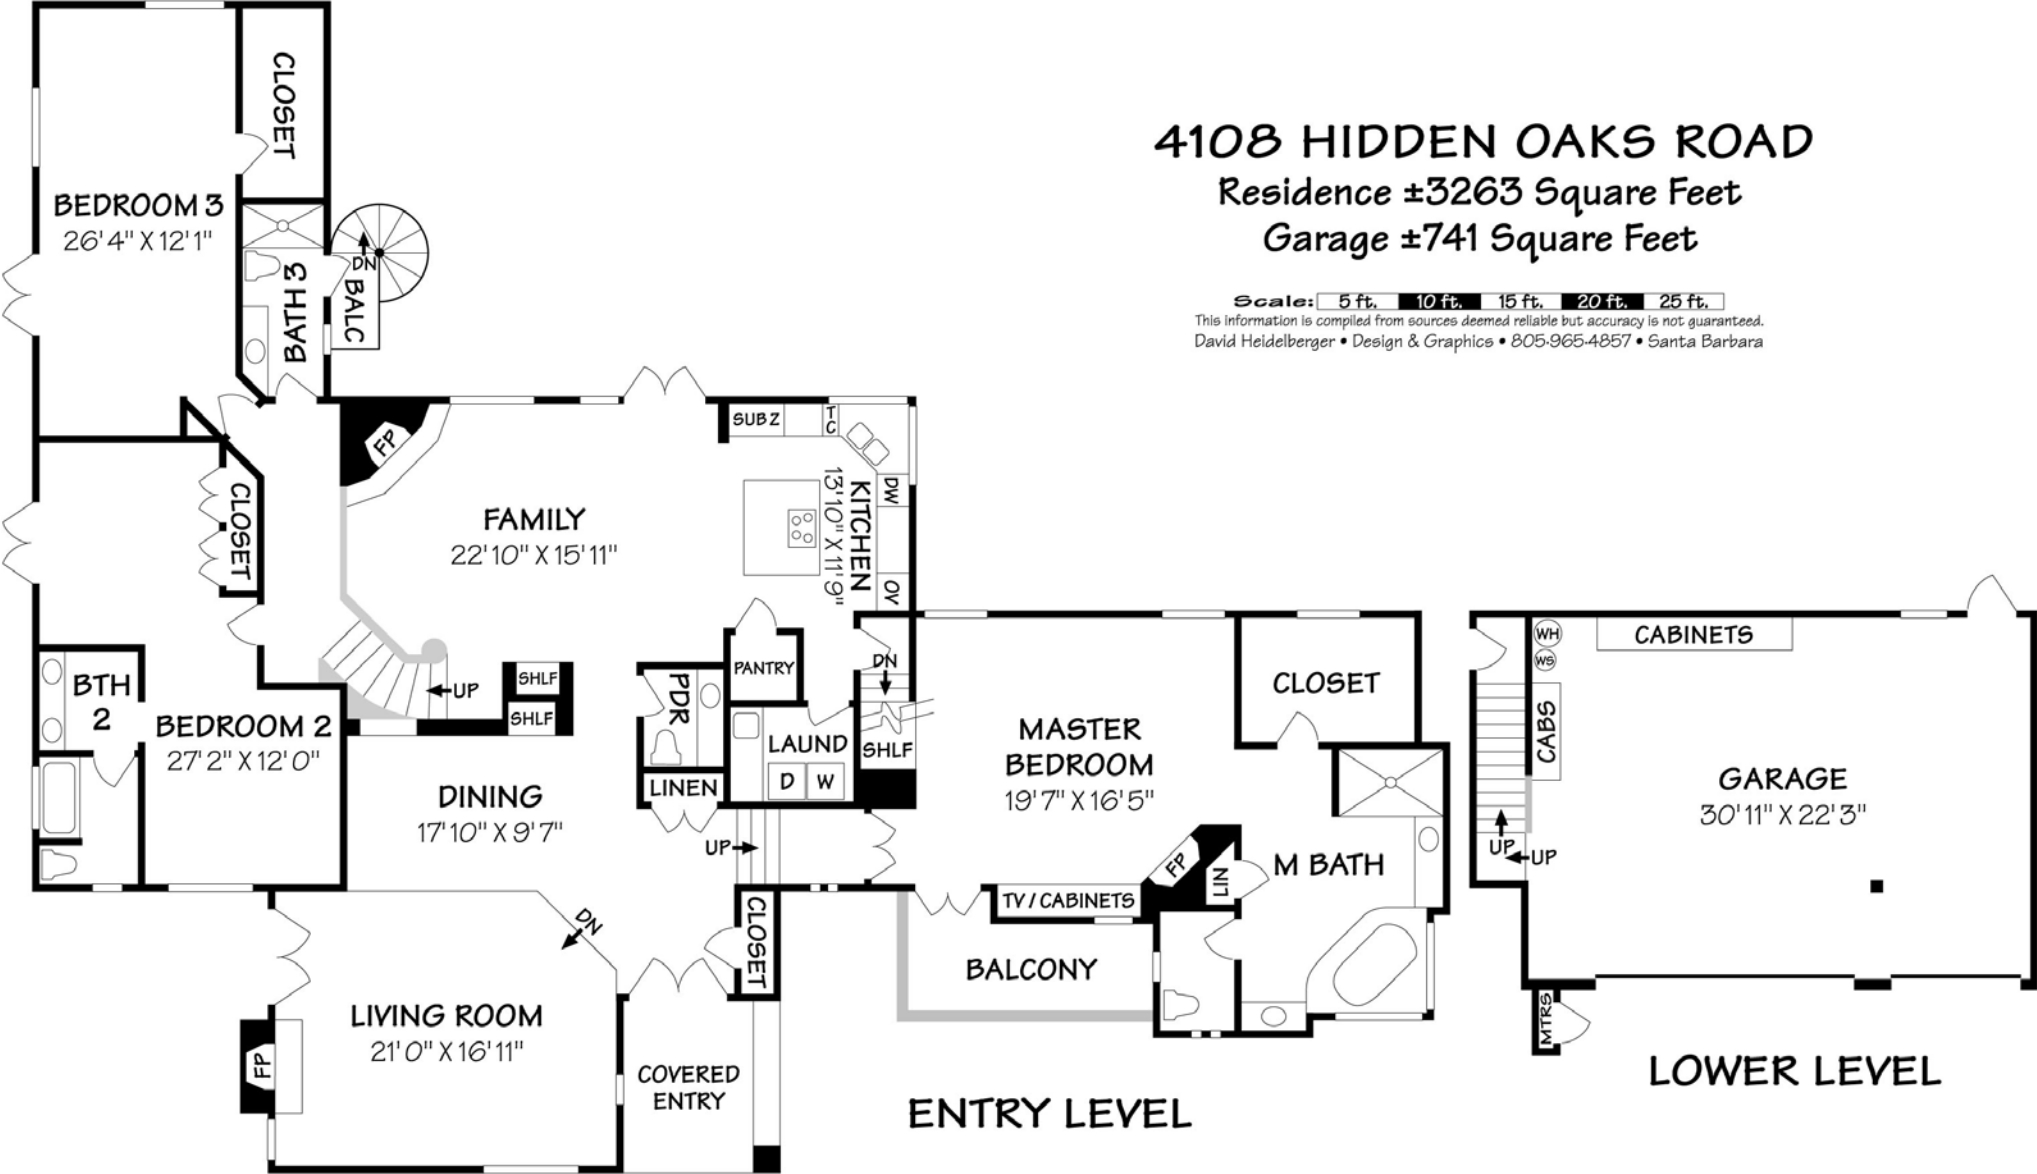 4108 HIDDEN OAKS ROAD
Residence ±3263 Square Feet
Garage ±741 Square Feet
Scale: 5 ft. 10 ft. 15 ft. 20 ft. 25 ft.
This information is compiled from sources deemed reliable but accuracy is not guaranteed.
David Heidelberger • Design & Graphics • 805-965-4857 • Santa Barbara
CLOSET
BEDROOM 3
26'4" X 12'1"
DN
BATH 3
BALC
FP
SUB Z
T
C
DW
KITCHEN
13'10" X 11'9"
OV
FAMILY
22'10" X 15'11"
CLOSET
UP
SHLF
SHLF
PDR
PANTRY
DN
BTH
2
BEDROOM 2
27'2" X 12'0"
LAUND
D
W
SHLF
LINEN
DINING
17'10" X 9'7"
UP
MASTER
BEDROOM
19'7" X 16'5"
CLOSET
FP
LIN
M BATH
TV / CABINETS
BALCONY
DN
CLOSET
LIVING ROOM
21'0" X 16'11"
FP
COVERED
ENTRY
ENTRY LEVEL
WH
WS
CABINETS
CABS
GARAGE
30'11" X 22'3"
UP
UP
MTRS
LOWER LEVEL